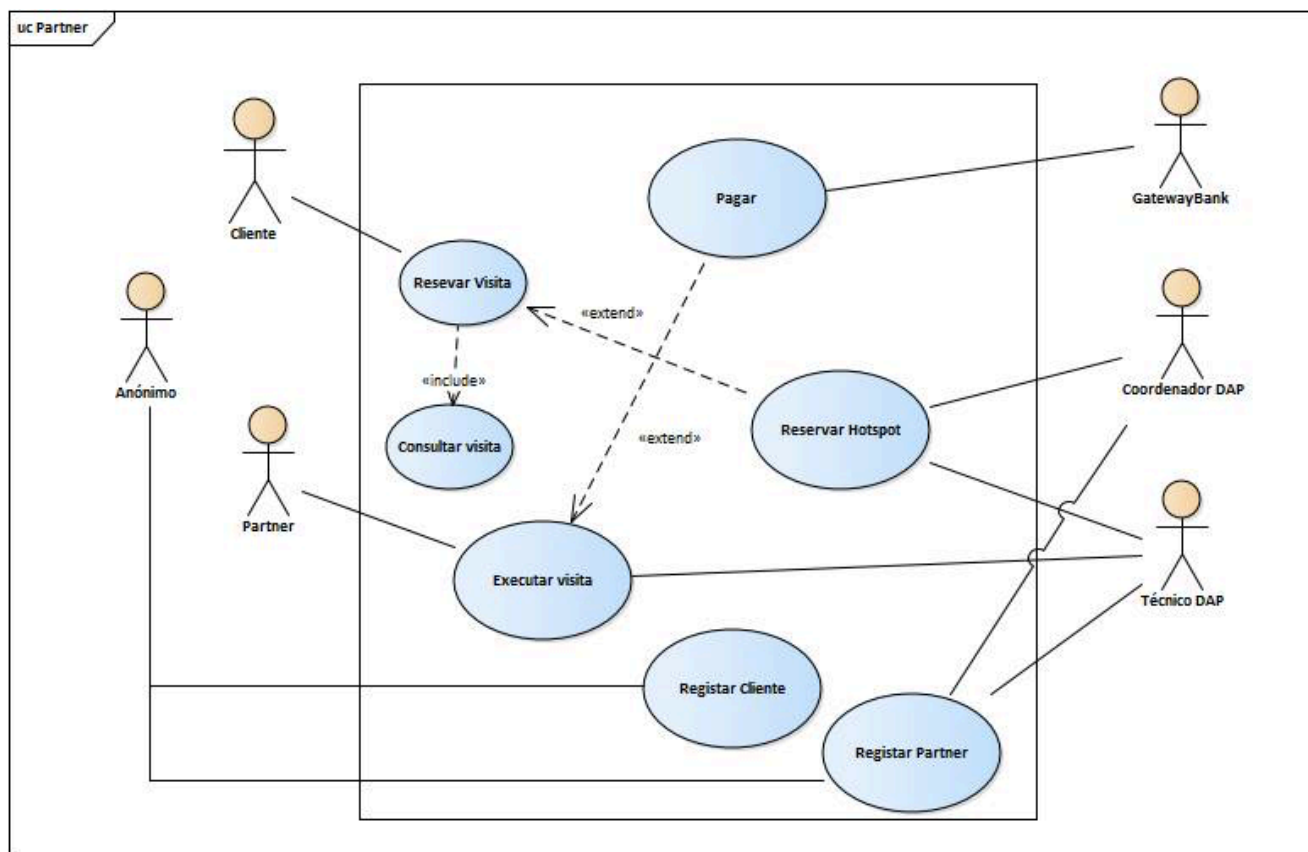 uc Partner
Cliente
Anónimo
Partner
Pagar
Resevar Visita
«extend»
«include»
Consultar visita
Reservar Hotspot
«extend»
Executar visita
Registar Cliente
Registar Partner
GatewayBank
Coordenador DAP
Técnico DAP